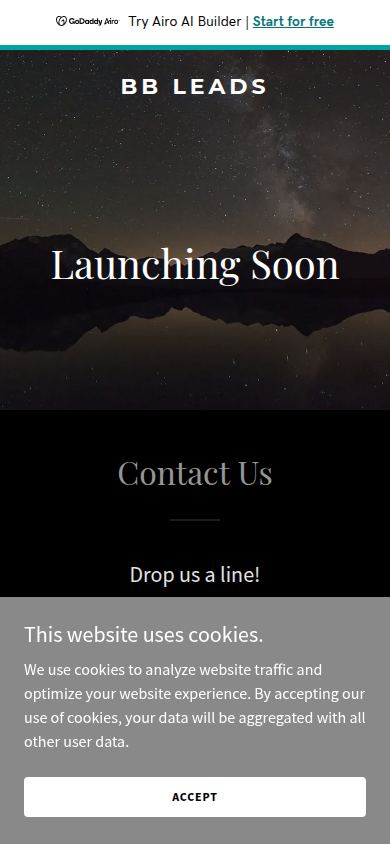 GoDaddy Airo Try Airo AI Builder | Start for free
BB LEADS
Launching Soon
Contact Us
Drop us a line!
This website uses cookies.
We use cookies to analyze website traffic and
optimize your website experience. By accepting our
use of cookies, your data will be aggregated with all
other user data.
ACCEPT